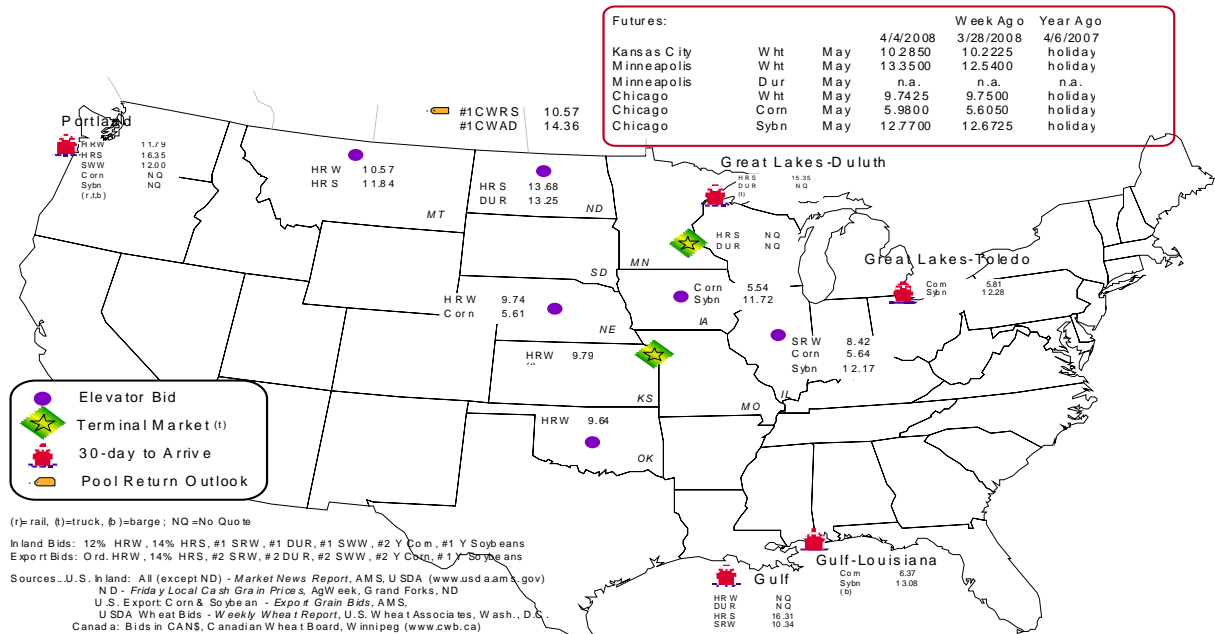 Futures: Week Ago Year Ago
4/4/2008 3/28/2008 4/6/2007
Kansas City Wht May 10.2850 10.2225 holiday
Minneapolis Wht May 13.3500 12.5400 holiday
Minneapolis Dur May n.a. n.a. n.a.
Chicago Wht May 9.7425 9.7500 holiday
Chicago Corn May 5.9800 5.6050 holiday
Chicago Sybn May 12.7700 12.6725 holiday
#1CWRS 10.57
#1CWAD 14.36
Portland
HRW 11.79
HRS 16.35
SWW 12.00
Corn NQ
Sybn NQ
(r,t,b)
HRW 10.57
HRS 11.84
MT
HRS 13.68
DUR 13.25
ND
Great Lakes-Duluth
HRS 15.35
DUR NQ
(t)
HRS NQ
DUR NQ
MN
SD
Great Lakes-Toledo
Corn 5.81
Sybn 12.28
Corn 5.54
Sybn 11.72
IA
HRW 9.74
Corn 5.61
NE
SRW 8.42
Corn 5.64
Sybn 12.17
IL
HRW 9.79
KS
MO
HRW 9.64
OK
Elevator Bid
Terminal Market (t)
30-day to Arrive
Pool Return Outlook
Gulf-Louisiana
Corn 6.37
Sybn 13.08
(b)
Gulf
HRW NQ
DUR NQ
HRS 16.31
SRW 10.34
(r)=rail, (t)=truck, (b)=barge; NQ=No Quote
Inland Bids: 12% HRW, 14% HRS, #1 SRW, #1 DUR, #1 SWW, #2 Y Corn, #1 Y Soybeans
Export Bids: Ord. HRW, 14% HRS, #2 SRW, #2 DUR, #2 SWW, #2 Y Corn, #1 Y Soybeans
Sources...U.S. Inland: All (except ND) - Market News Report, AMS, USDA (www.usda.ams.gov)
ND - Friday Local Cash Grain Prices, AgWeek, Grand Forks, ND
U.S. Export: Corn & Soybean - Export Grain Bids, AMS,
USDA Wheat Bids - Weekly Wheat Report, U.S. Wheat Associates, Wash., D.C.
Canada: Bids in CAN$, Canadian Wheat Board, Winnipeg (www.cwb.ca)